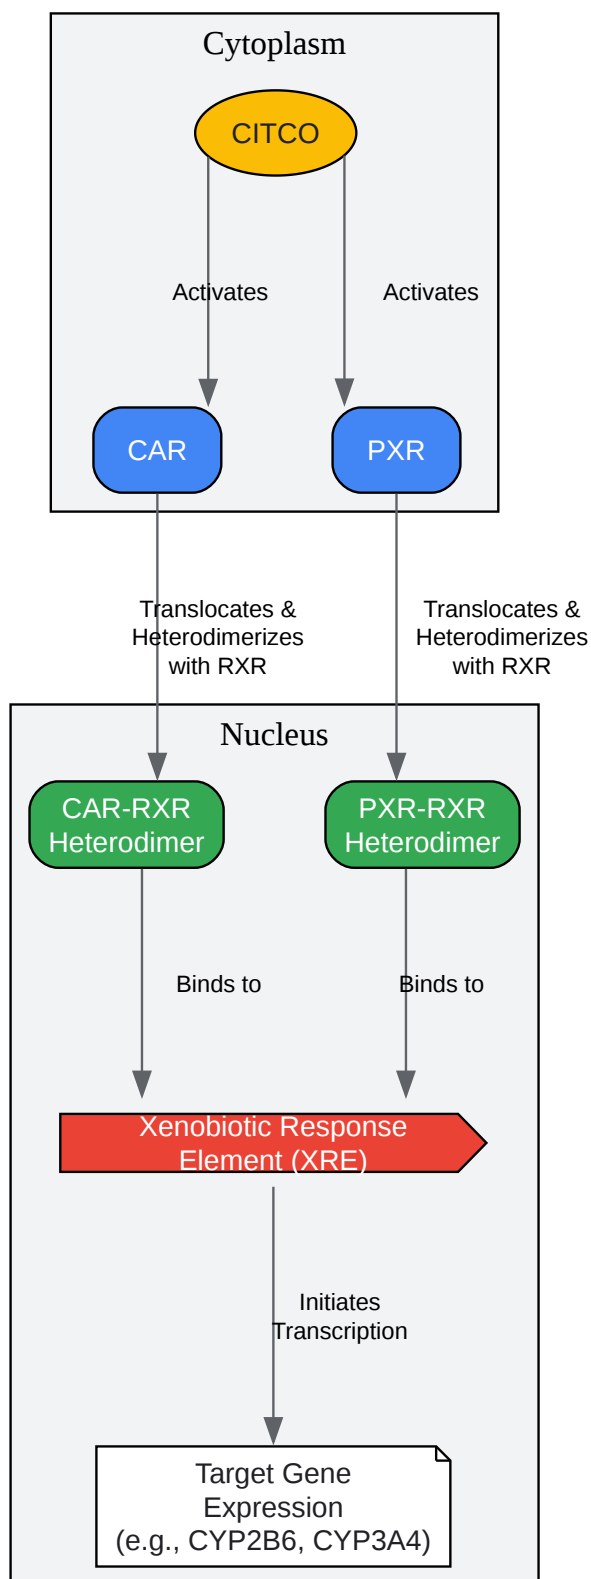 Cytoplasm
CITCO
Activates
Activates
CAR
PXR
Translocates &
Heterodimerizes
with RXR
Translocates &
Heterodimerizes
with RXR
Nucleus
CAR-RXR
Heterodimer
PXR-RXR
Heterodimer
Binds to
Binds to
Xenobiotic Response
Element (XRE)
Initiates
Transcription
Target Gene
Expression
(e.g., CYP2B6, CYP3A4)